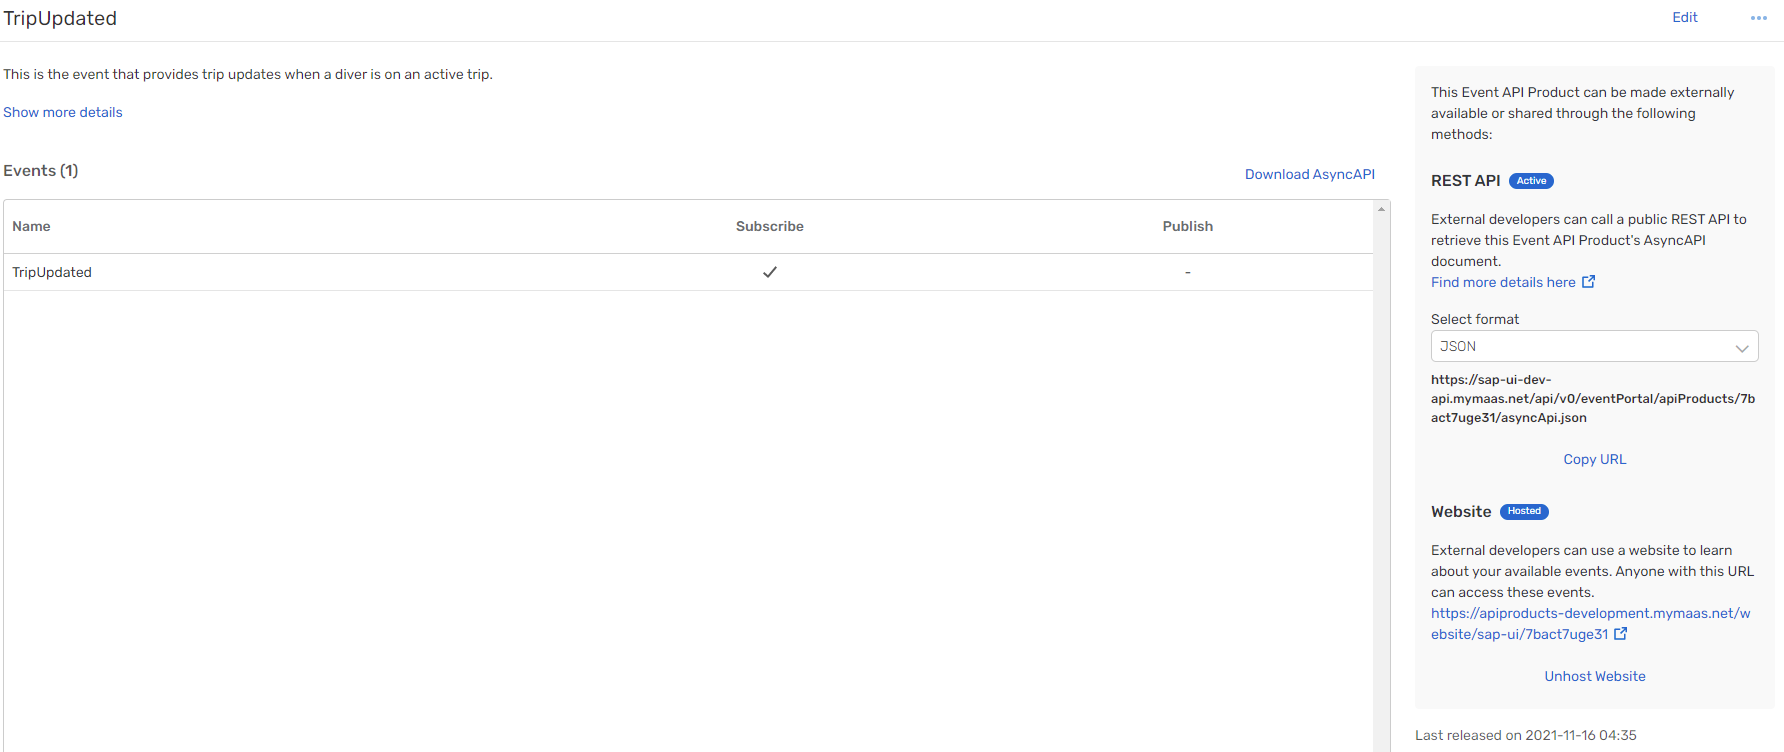 TripUpdated
Edit
This is the event that provides trip updates when a diver is on an active trip.
Show more details
Events (1)
Download AsyncAPI
Name Subscribe Publish
TripUpdated ✓ -
This Event API Product can be made externally
available or shared through the following
methods:
REST API Active
External developers can call a public REST API to
retrieve this Event API Product's AsyncAPI
document.
Find more details here
Select format
JSON
https://sap-ui-dev-
api.mymaas.net/api/v0/eventPortal/apiProducts/7b
act7uge31/asyncApi.json
Copy URL
Website Hosted
External developers can use a website to learn
about your available events. Anyone with this URL
can access these events.
https://apiproducts-development.mymaas.net/w
ebsite/sap-ui/7bact7uge31
Unhost Website
Last released on 2021-11-16 04:35